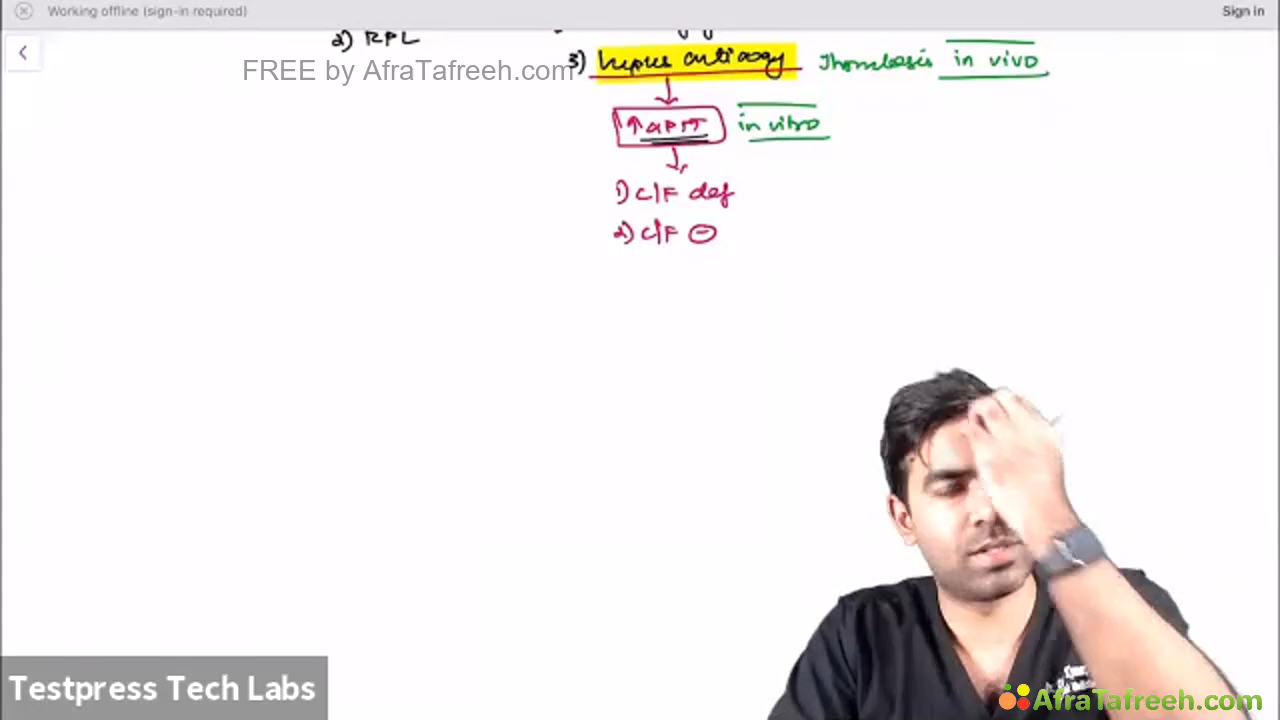 Working offline (sign-in required)
Sign in
2) RPL
FREE by AfraTafreeh.com
3) Lupus anticoag Thrombosis in vivo
↑ aPTT in vitro
1) C/F def
2) C/F ⊖
Testpress Tech Labs
AfraTafreeh.com